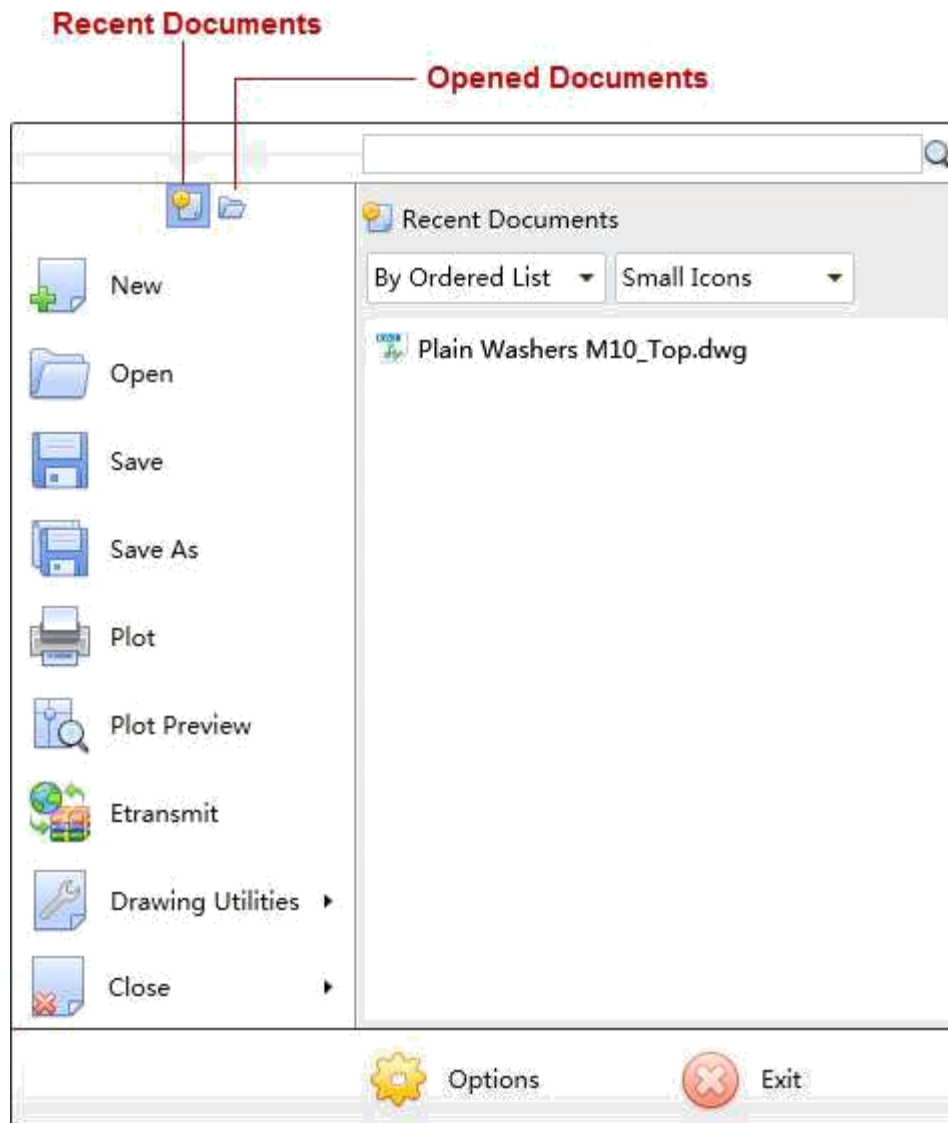 Recent Documents
Opened Documents
Recent Documents
By Ordered List
Small Icons
Plain Washers M10_Top.dwg
New
Open
Save
Save As
Plot
Plot Preview
Etransmit
Drawing Utilities
Close
Options
Exit